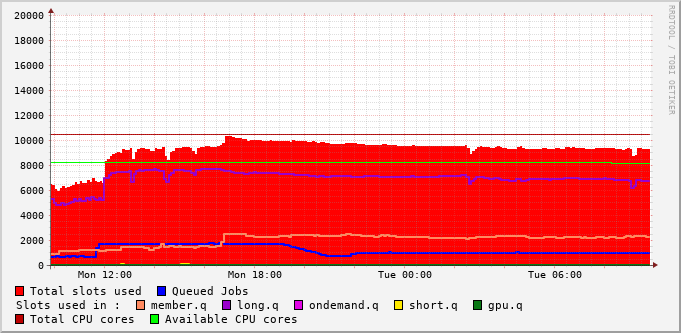 20000
18000
16000
14000
12000
10000
8000
6000
4000
2000
0
Mon 12:00 Mon 18:00 Tue 00:00 Tue 06:00
Total slots used Queued Jobs
Slots used in : member.q long.q ondemand.q short.q gpu.q
Total CPU cores Available CPU cores
RRDTOOL / TOBI OETIKER